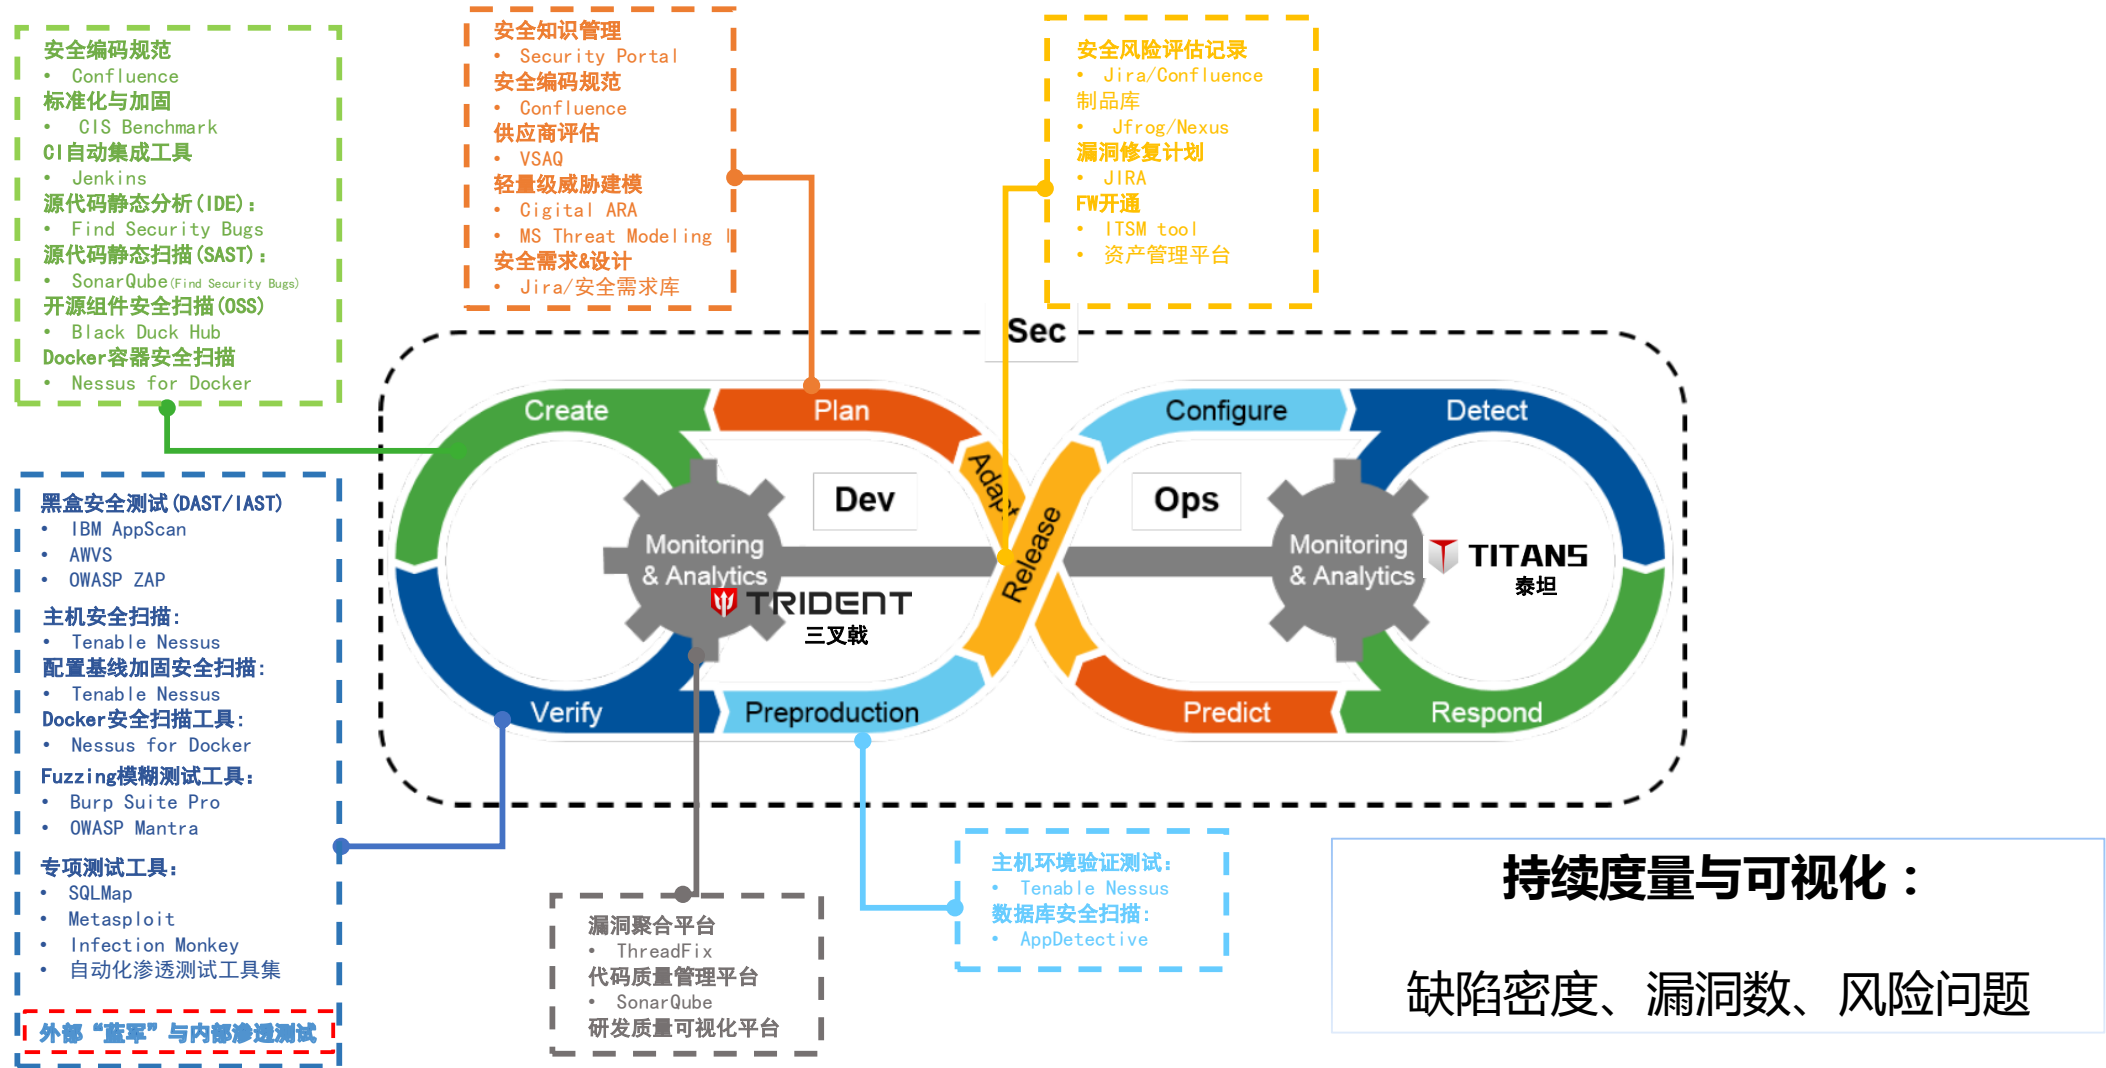 安全编码规范
• Confluence
标准化与加固
• CIS Benchmark
CI自动集成工具
• Jenkins
源代码静态分析(IDE):
• Find Security Bugs
源代码静态扫描(SAST):
• SonarQube(Find Security Bugs)
开源组件安全扫描(OSS)
• Black Duck Hub
Docker容器安全扫描
• Nessus for Docker
安全知识管理
• Security Portal
安全编码规范
• Confluence
供应商评估
• VSAQ
轻量级威胁建模
• Cigital ARA
• MS Threat Modeling
安全需求&设计
• Jira/安全需求库
安全风险评估记录
• Jira/Confluence
制品库
• Jfrog/Nexus
漏洞修复计划
• JIRA
FW开通
• ITSM tool
• 资产管理平台
Sec
Create
Plan
Adapt
Release
Configure
Detect
Dev
Ops
Monitoring
& Analytics
TRIDENT
三叉戟
Monitoring
& Analytics
TITANS
泰坦
Verify
Preproduction
Predict
Respond
黑盒安全测试(DAST/IAST)
• IBM AppScan
• AWVS
• OWASP ZAP
主机安全扫描:
• Tenable Nessus
配置基线加固安全扫描:
• Tenable Nessus
Docker安全扫描工具:
• Nessus for Docker
Fuzzing模糊测试工具:
• Burp Suite Pro
• OWASP Mantra
专项测试工具:
• SQLMap
• Metasploit
• Infection Monkey
• 自动化渗透测试工具集
外部“蓝军”与内部渗透测试
漏洞聚合平台
• ThreadFix
代码质量管理平台
• SonarQube
研发质量可视化平台
主机环境验证测试:
• Tenable Nessus
数据库安全扫描:
• AppDetective
持续度量与可视化：
缺陷密度、漏洞数、风险问题